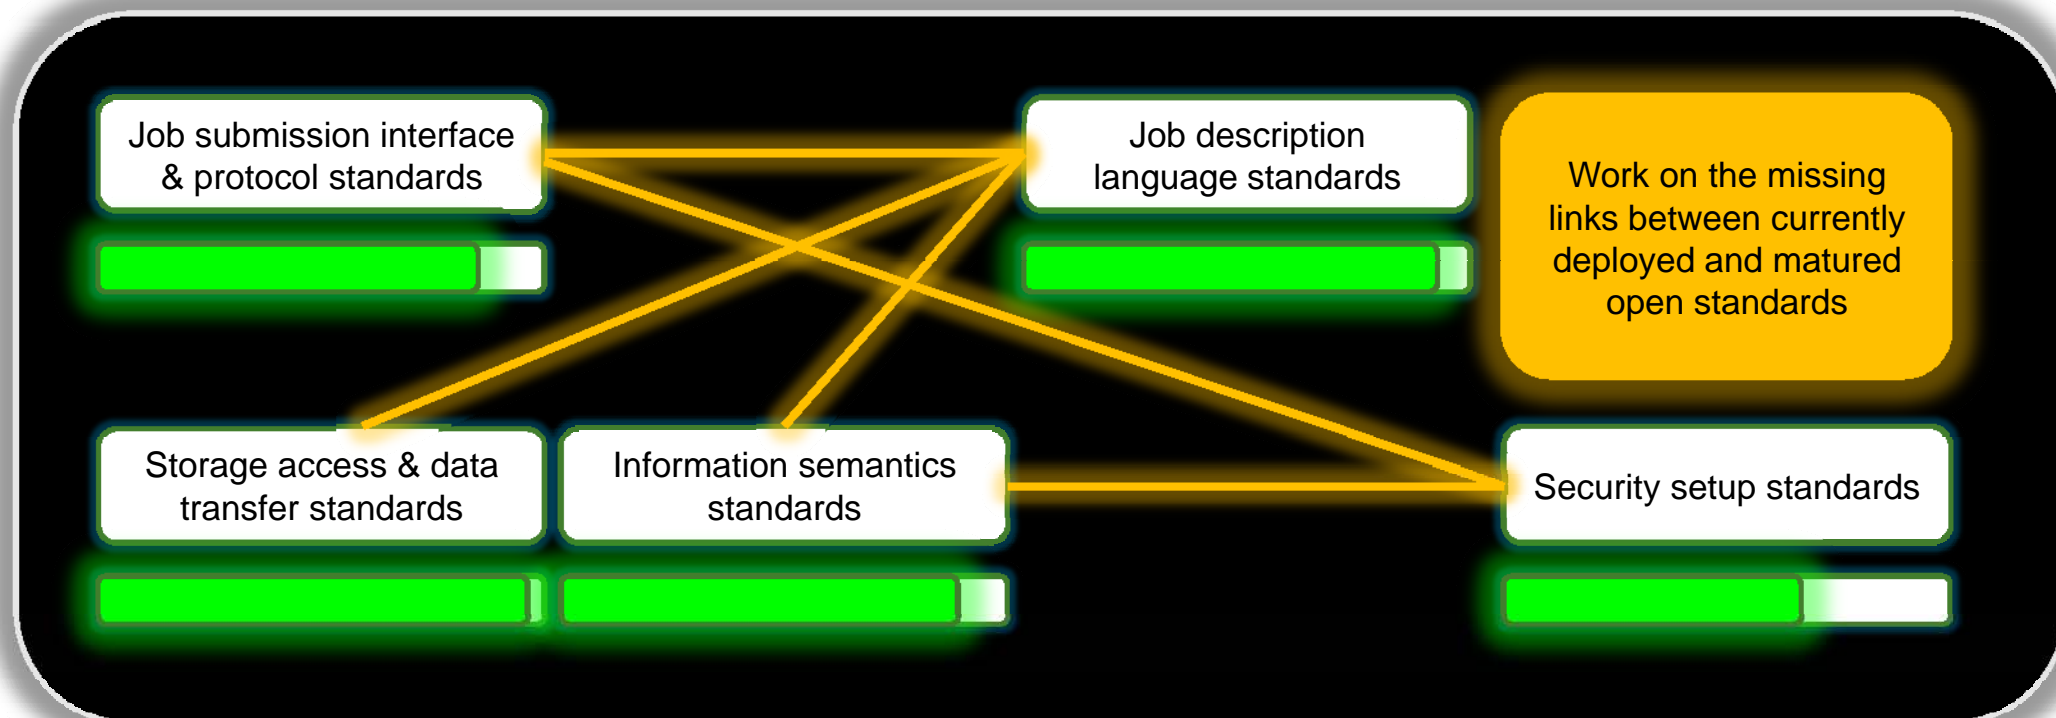 Job submission interface
& protocol standards
Job description
language standards
Work on the missing
links between currently
deployed and matured
open standards
Storage access & data
transfer standards
Information semantics
standards
Security setup standards